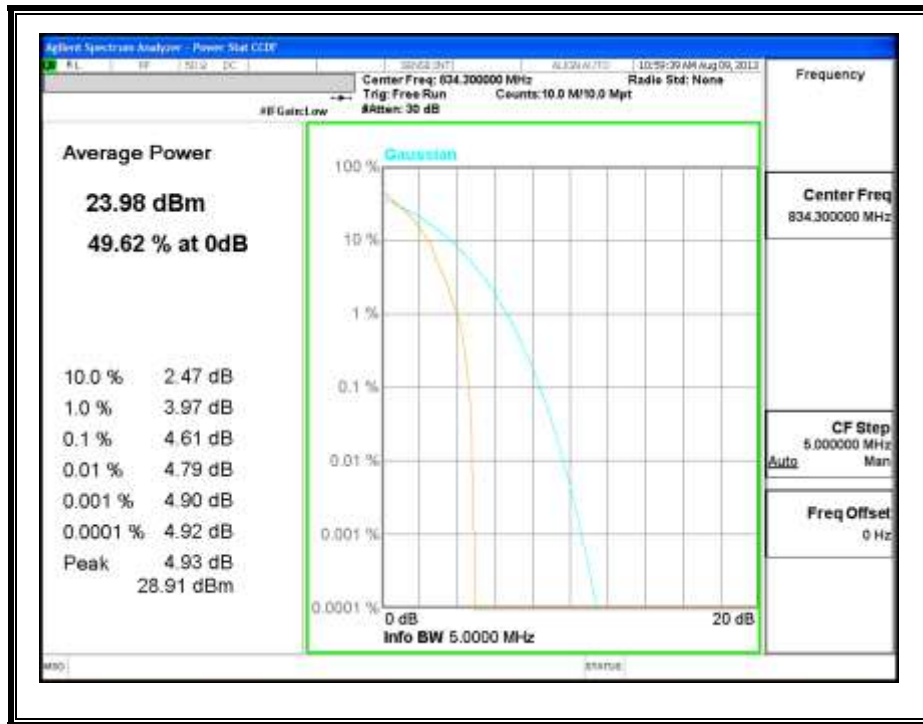 Agilent Spectrum Analyzer - Power Stat CCDF
RL RF 50 Ω DC SENSE:INT ALIGN AUTO 10:59:39 AM Aug 09, 2013
Center Freq: 834.300000 MHz Radio Std: None
Trig: Free Run Counts: 10.0 M/10.0 Mpt
#IFGain:Low #Atten: 30 dB
Frequency
Average Power
23.98 dBm
49.62 % at 0dB
10.0 % 2.47 dB
1.0 % 3.97 dB
0.1 % 4.61 dB
0.01 % 4.79 dB
0.001 % 4.90 dB
0.0001 % 4.92 dB
Peak 4.93 dB
28.91 dBm
Gaussian
100 %
10 %
1 %
0.1 %
0.01 %
0.001 %
0.0001 %
0 dB 20 dB
Info BW 5.0000 MHz
Center Freq
834.300000 MHz
CF Step
5.000000 MHz
Auto Man
Freq Offset
0 Hz
MSG STATUS